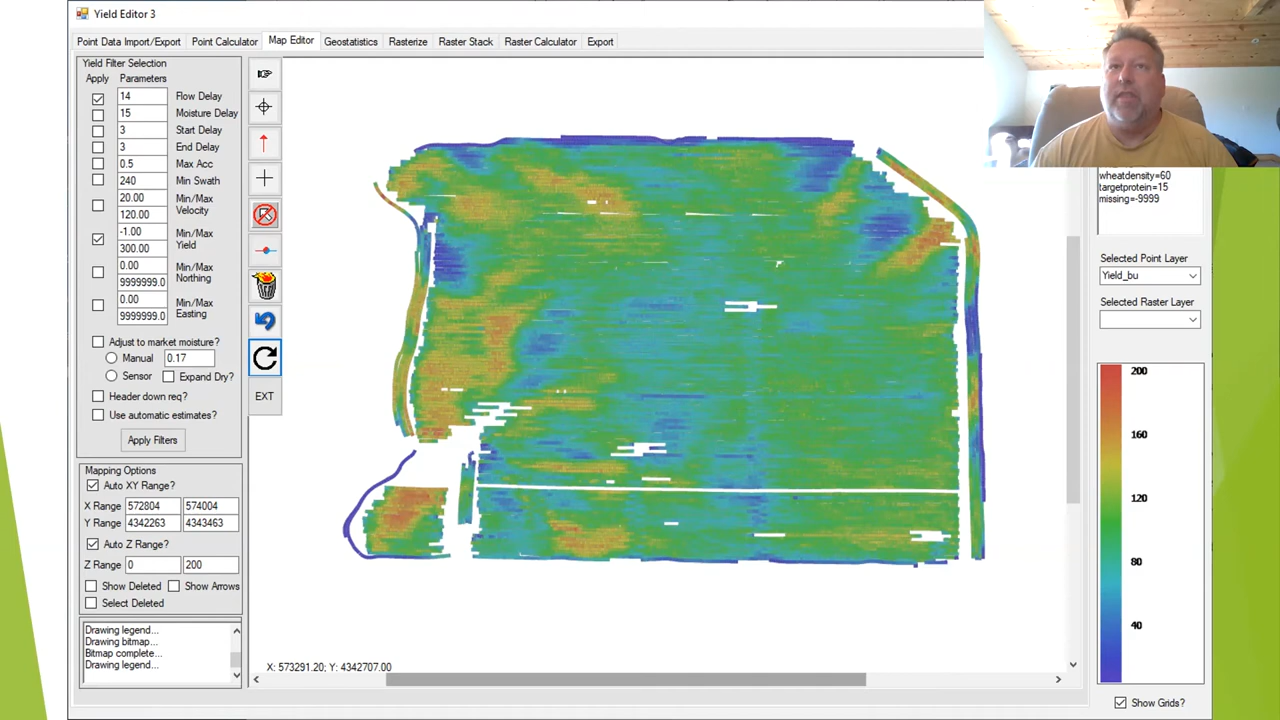 Yield Editor 3
Point Data Import/Export Point Calculator Map Editor Geostatistics Rasterize Raster Stack Raster Calculator Export
Yield Filter Selection
Apply Parameters
14 Flow Delay
15 Moisture Delay
3 Start Delay
3 End Delay
0.5 Max Acc
240 Min Swath
20.00 Min/Max
120.00 Velocity
-1.00 Min/Max
300.00 Yield
0.00 Min/Max
9999999.0 Northing
0.00 Min/Max
9999999.0 Easting
Adjust to market moisture?
Manual 0.17
Sensor Expand Dry?
Header down req?
Use automatic estimates?
Apply Filters
Mapping Options
Auto XY Range?
X Range 572804 574004
Y Range 4342263 4343463
Auto Z Range?
Z Range 0 200
Show Deleted Show Arrows
Select Deleted
Drawing legend...
Drawing bitmap...
Bitmap complete...
Drawing legend...
EXT
X: 573291.20; Y: 4342707.00
wheatdensity=60
targetprotein=15
missing=-9999
Selected Point Layer
Yield_bu
Selected Raster Layer
200
160
120
80
40
Show Grids?